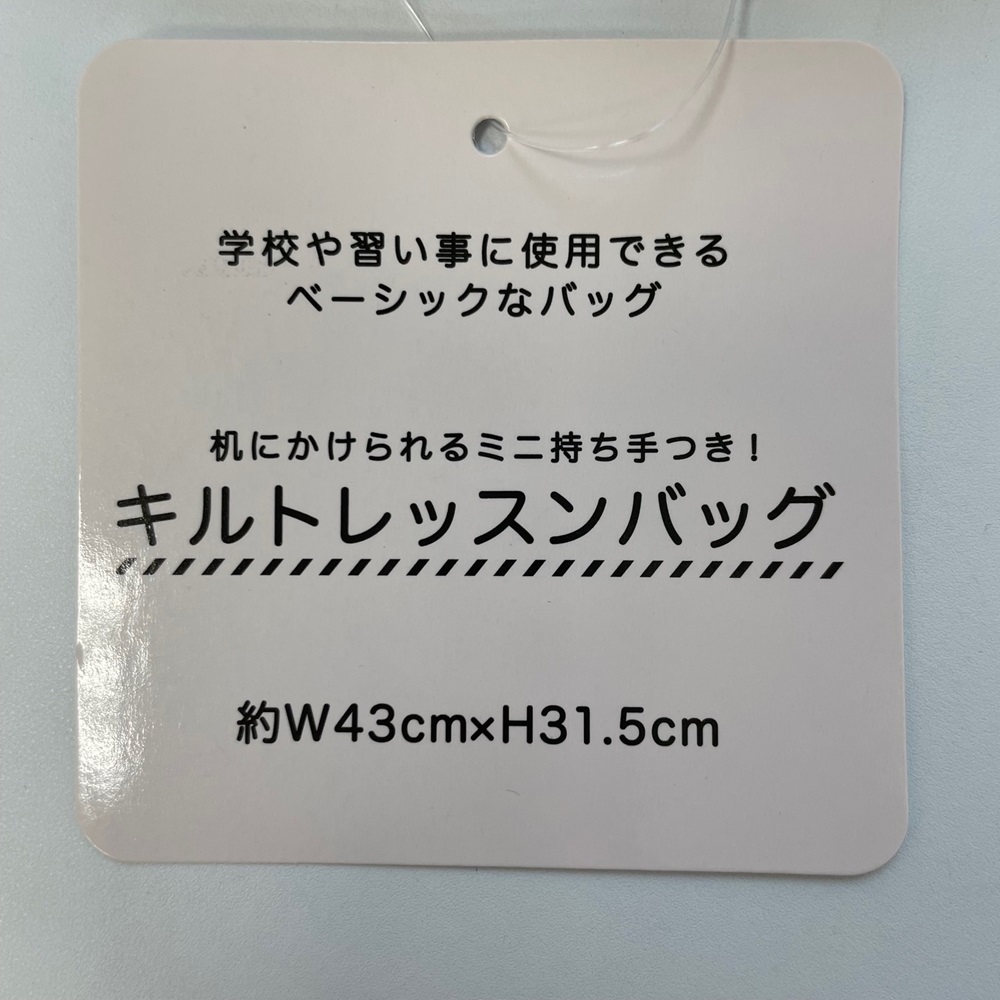 学校や習い事に使用できる
ベーシックなバッグ
机にかけられるミニ持ち手つき！
キルトレッスンバッグ
約W43cm×H31.5cm